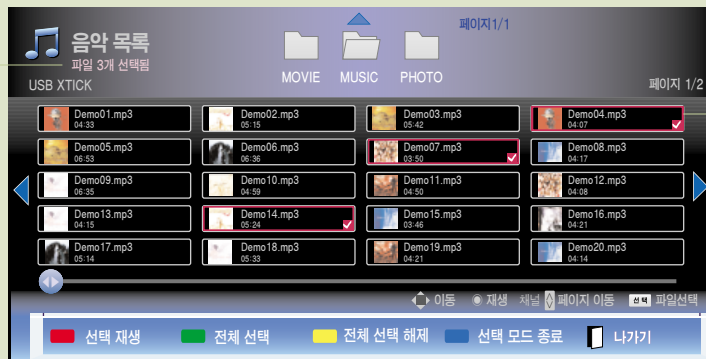 페이지1/1
음악 목록
파일 3개 선택됨
MOVIE MUSIC PHOTO
USB XTICK
페이지 1/2
Demo01.mp3 Demo02.mp3 Demo03.mp3 Demo04.mp3
04:33 05:15 05:42 04:07
Demo05.mp3 Demo06.mp3 Demo07.mp3 Demo08.mp3
06:53 06:36 03:50 04:17
Demo09.mp3 Demo10.mp3 Demo11.mp3 Demo12.mp3
06:35 04:59 04:50 04:08
Demo13.mp3 Demo14.mp3 Demo15.mp3 Demo16.mp3
04:15 05:24 03:46 04:21
Demo17.mp3 Demo18.mp3 Demo19.mp3 Demo20.mp3
05:14 05:33 04:21 04:14
이동 재생 채널 페이지 이동 선택 파일선택
선택 재생 전체 선택 전체 선택 해제 선택 모드 종료 나가기